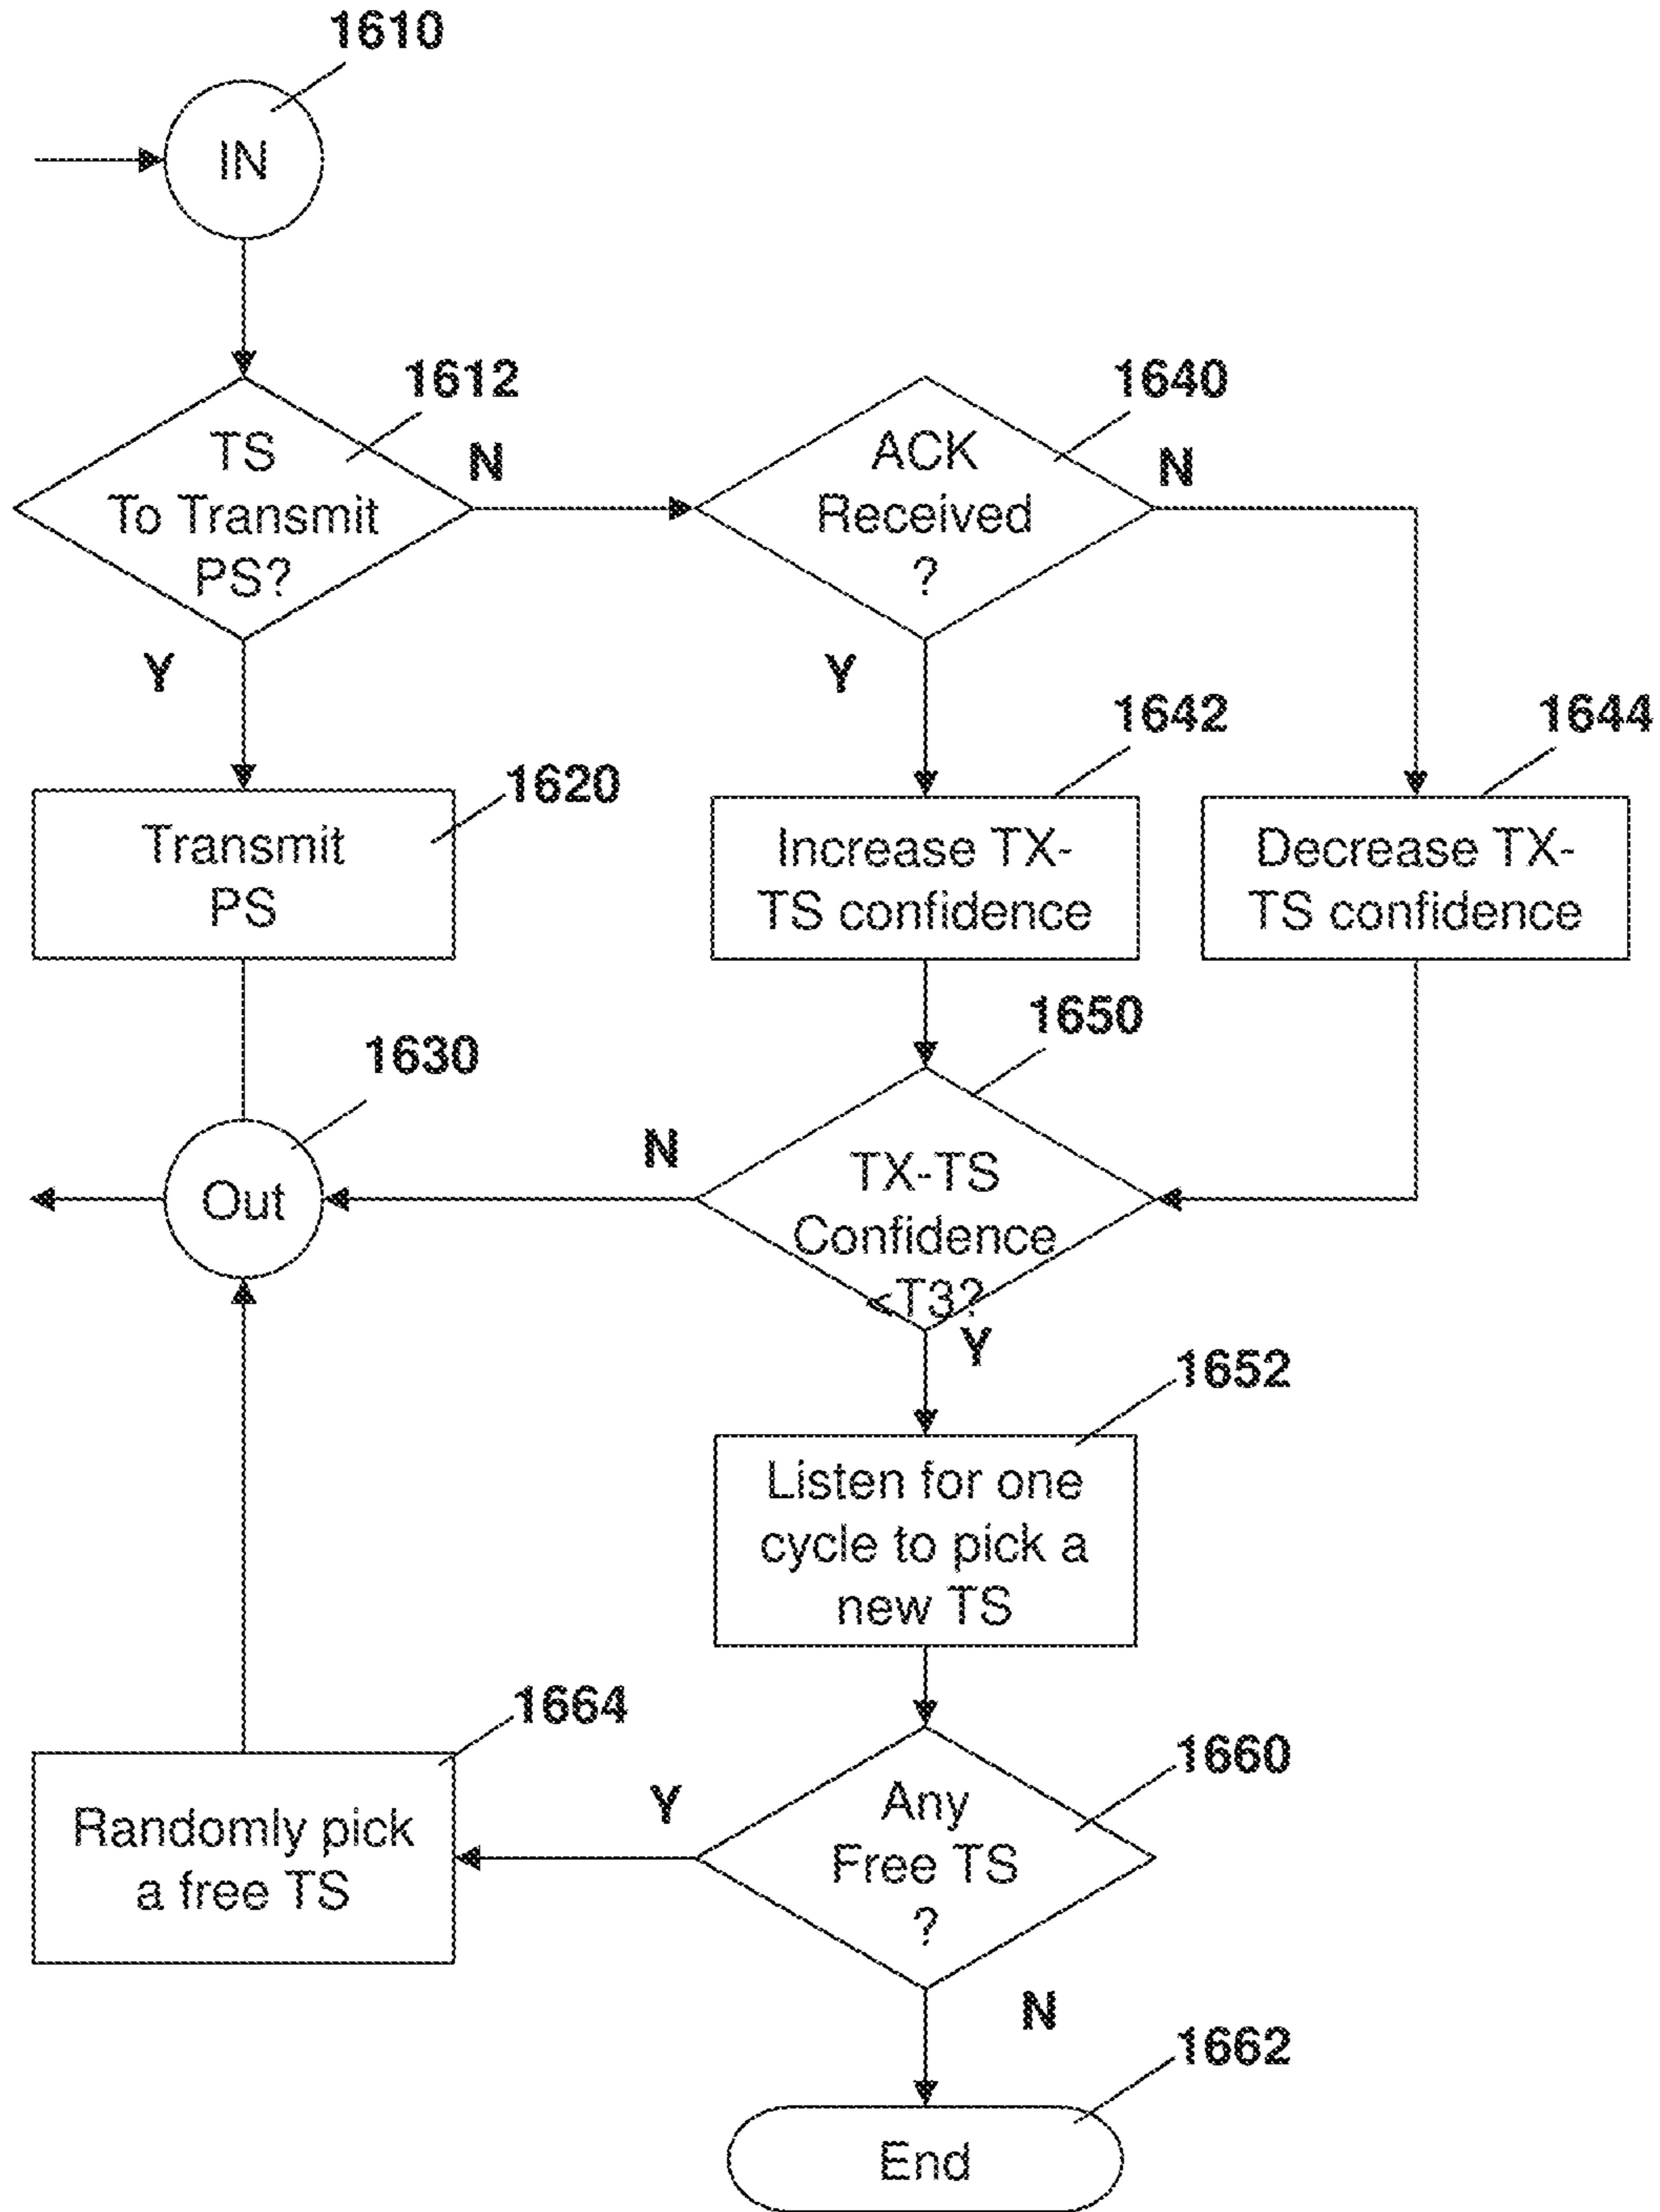 1610
IN
1612
TS
To Transmit
PS?
N
Y
1640
ACK
Received
?
N
Y
1620
Transmit
PS
1642
Increase TX-
TS confidence
1644
Decrease TX-
TS confidence
1630
Out
1650
N
TX-TS
Confidence
<T3?
Y
1652
Listen for one
cycle to pick a
new TS
1664
Randomly pick
a free TS
1660
Y
Any
Free TS
?
N
1662
End